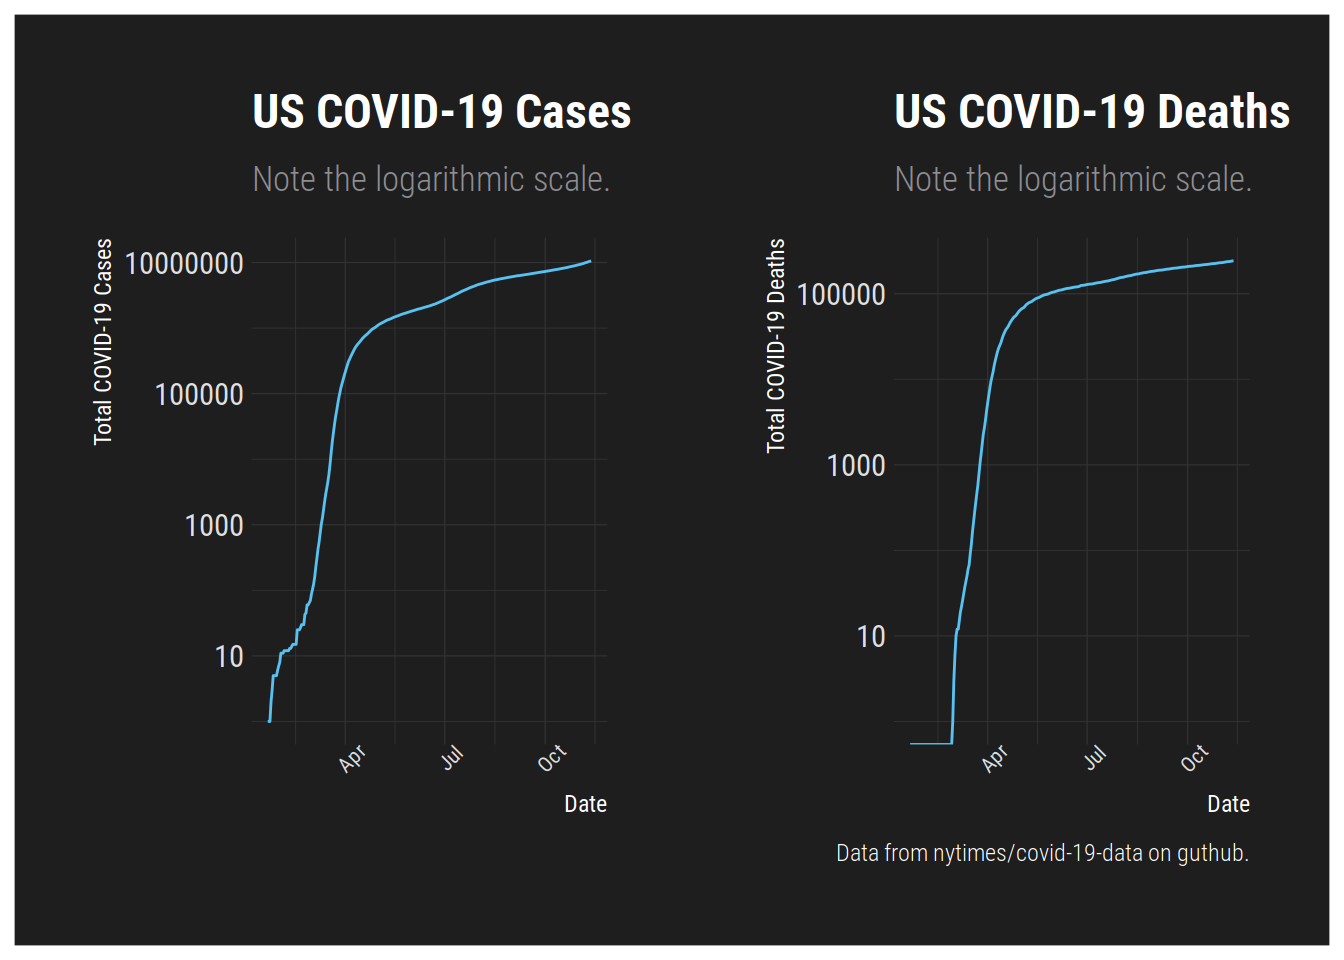 US COVID-19 Cases
Note the logarithmic scale.
Total COVID-19 Cases
10000000
100000
1000
10
Apr
Jul
Oct
Date
US COVID-19 Deaths
Note the logarithmic scale.
Total COVID-19 Deaths
100000
1000
10
Apr
Jul
Oct
Date
Data from nytimes/covid-19-data on guthub.